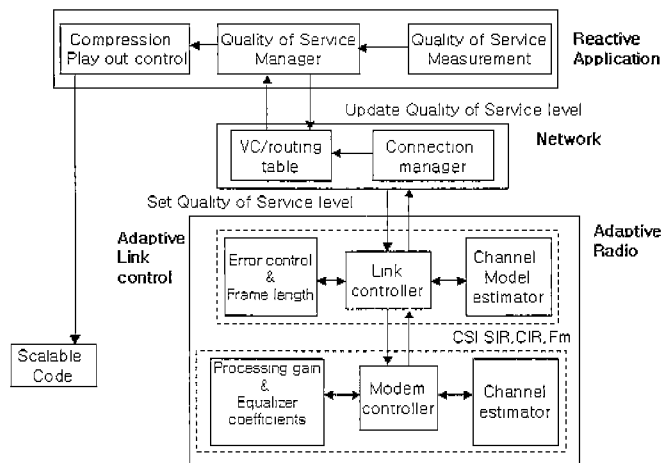 Compression
Play out control
Quality of Service
Manager
Quality of Service
Measurement
Reactive
Application
Update Quality of Service level
VC/routing
table
Connection
manager
Network
Set Quality of Service level
Adaptive
Link
control
Adaptive
Radio
Error control
&
Frame length
Link
controller
Channel
Model
estimator
CSI SIR,CIR,Fm
Scalable
Code
Processing gain
&
Equalizer
coefficients
Modem
controller
Channel
estimator